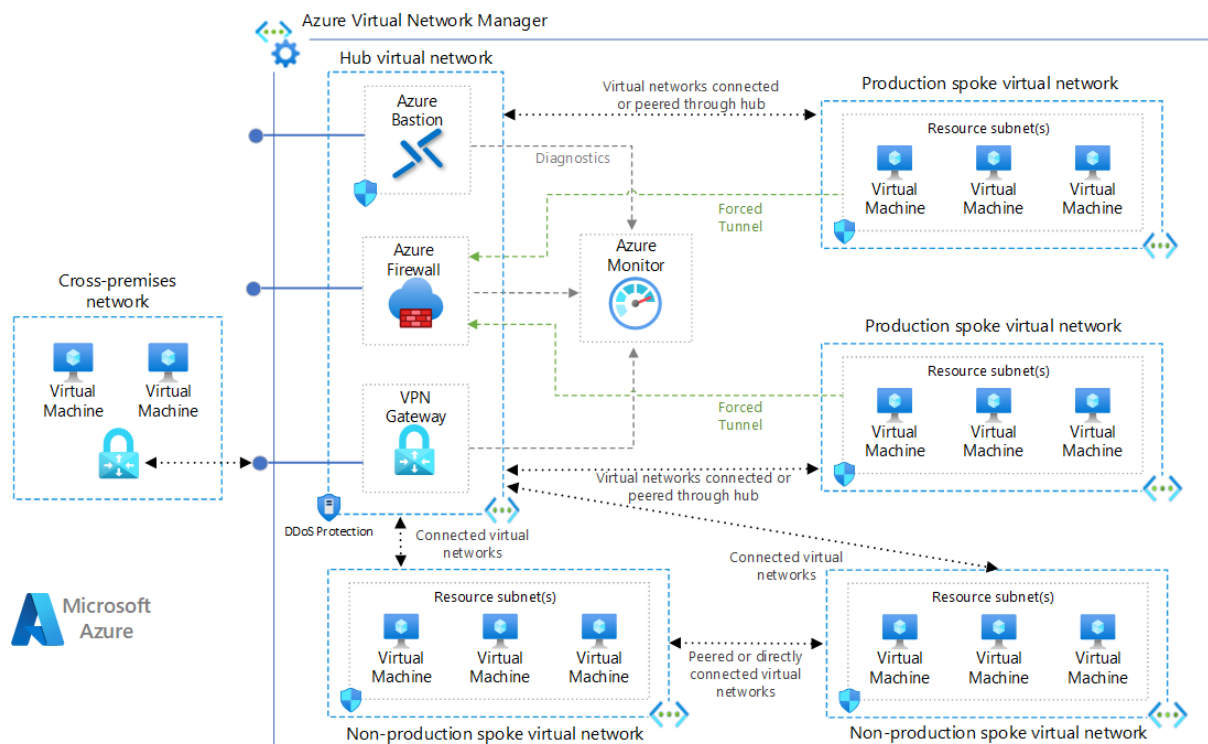 Azure Virtual Network Manager
Hub virtual network
Azure
Bastion
Virtual networks connected
or peered through hub
Production spoke virtual network
Resource subnet(s)
Virtual
Machine
Virtual
Machine
Virtual
Machine
Diagnostics
Forced
Tunnel
Azure
Firewall
Azure
Monitor
Cross-premises
network
Virtual
Machine
Virtual
Machine
Production spoke virtual network
Resource subnet(s)
Virtual
Machine
Virtual
Machine
Virtual
Machine
VPN
Gateway
Forced
Tunnel
Virtual networks connected or
peered through hub
DDoS Protection
Connected virtual
networks
Connected virtual
networks
Resource subnet(s)
Virtual
Machine
Virtual
Machine
Virtual
Machine
Non-production spoke virtual network
Peered or directly
connected virtual
networks
Resource subnet(s)
Virtual
Machine
Virtual
Machine
Virtual
Machine
Non-production spoke virtual network
Microsoft
Azure